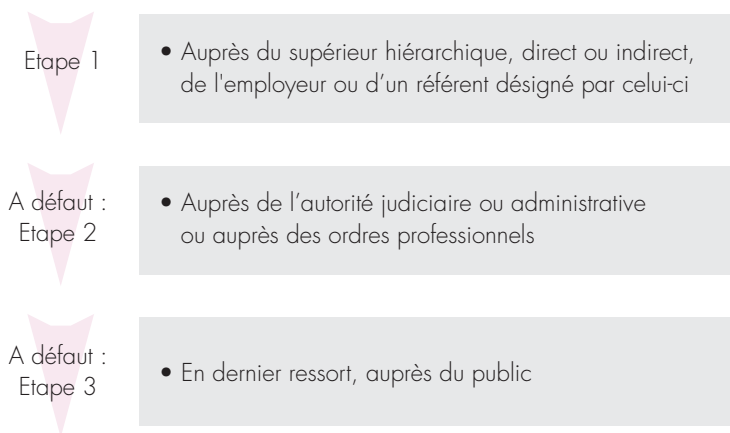 Etape 1
• Auprès du supérieur hiérarchique, direct ou indirect,
de l'employeur ou d’un référent désigné par celui-ci
A défaut :
Etape 2
• Auprès de l’autorité judiciaire ou administrative
ou auprès des ordres professionnels
A défaut :
Etape 3
• En dernier ressort, auprès du public